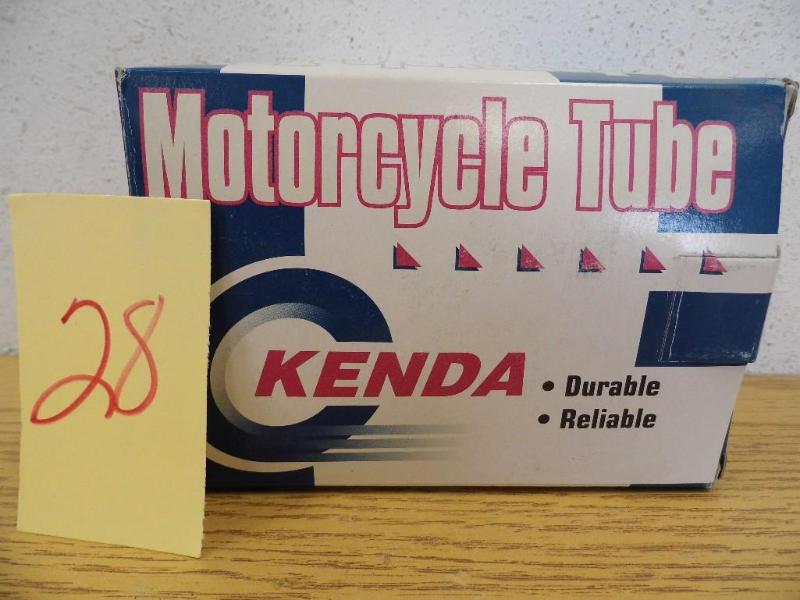 Motorcycle Tube
28
KENDA
• Durable
• Reliable